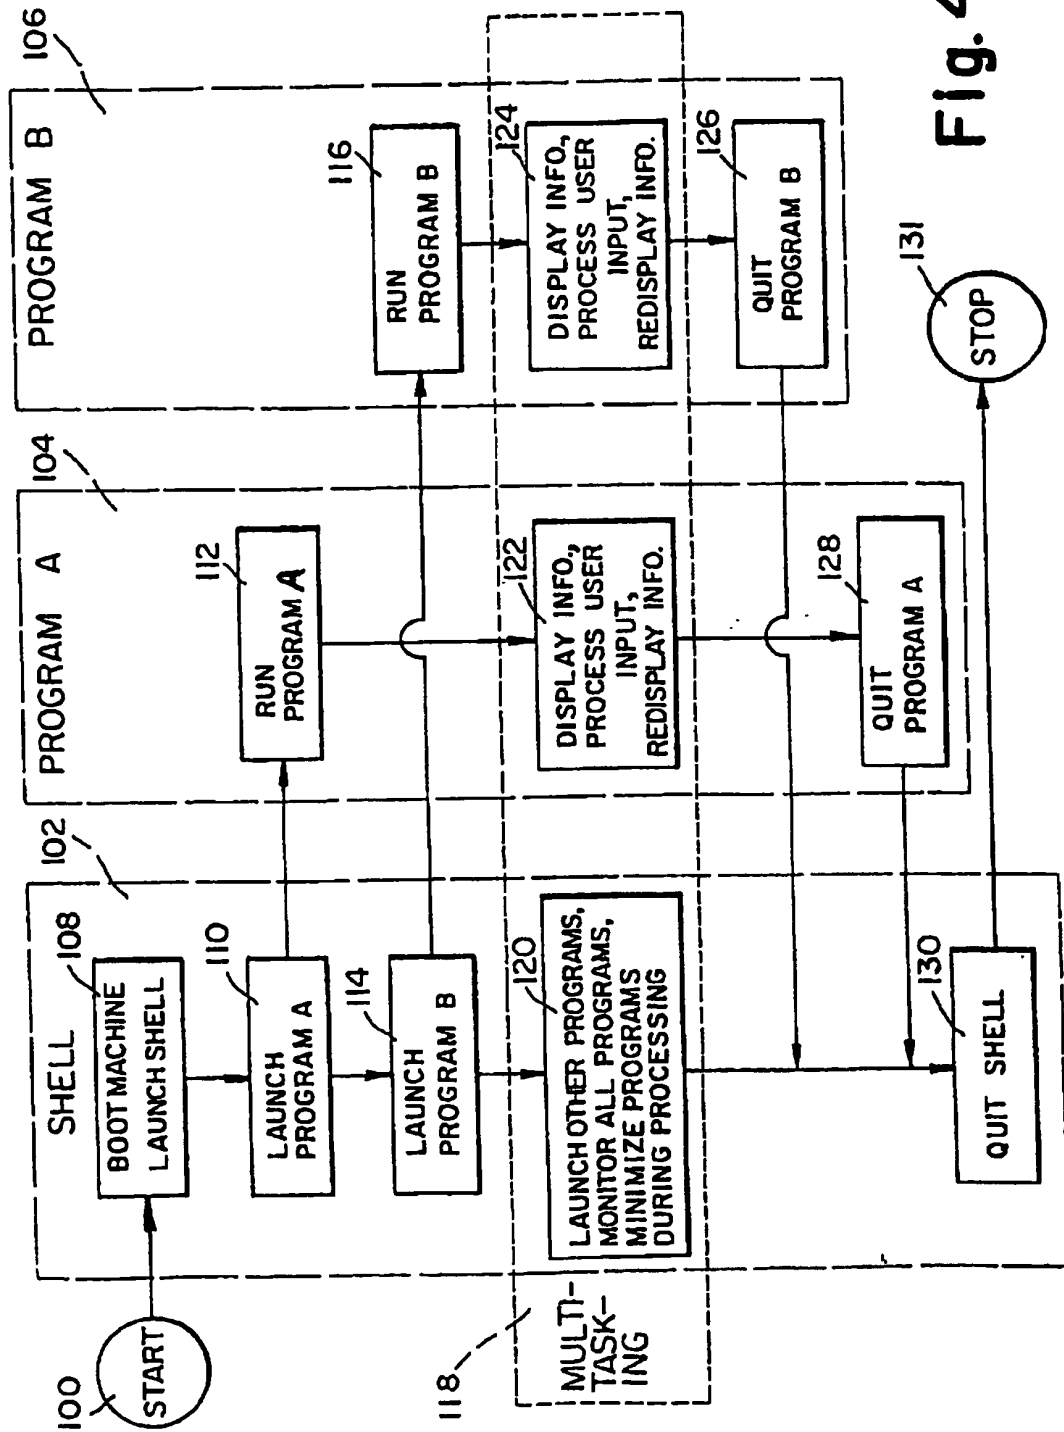 100
START
118
MULTI-
TASK-
ING
SHELL
102
108
BOOT MACHINE
LAUNCH SHELL
110
LAUNCH
PROGRAM A
114
LAUNCH
PROGRAM B
120
LAUNCH OTHER PROGRAMS,
MONITOR ALL PROGRAMS,
MINIMIZE PROGRAMS
DURING PROCESSING
130
QUIT SHELL
PROGRAM A
104
112
RUN
PROGRAM A
122
DISPLAY INFO.,
PROCESS USER
INPUT,
REDISPLAY INFO.
128
QUIT
PROGRAM A
PROGRAM B
106
116
RUN
PROGRAM B
124
DISPLAY INFO.,
PROCESS USER
INPUT,
REDISPLAY INFO.
126
QUIT
PROGRAM B
131
STOP
Fig. 4